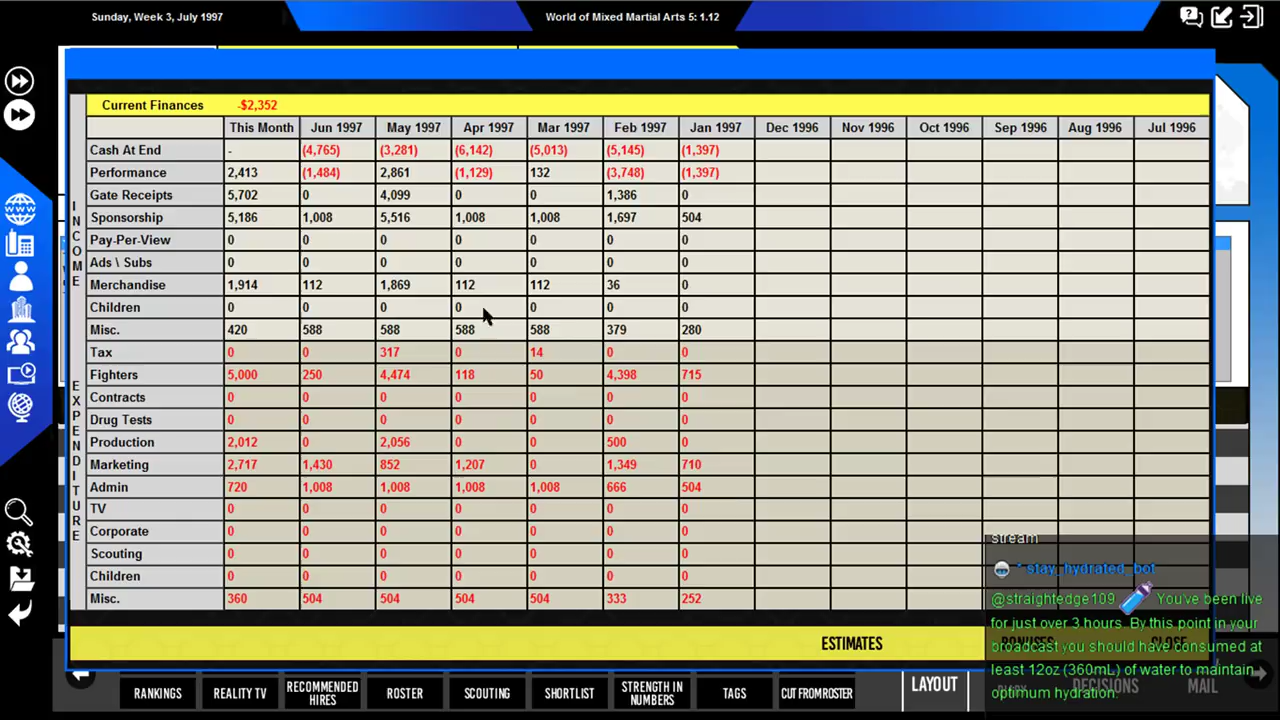 Sunday, Week 3, July 1997
World of Mixed Martial Arts 5: 1.12
Current Finances -$2,352
This Month Jun 1997 May 1997 Apr 1997 Mar 1997 Feb 1997 Jan 1997 Dec 1996 Nov 1996 Oct 1996 Sep 1996 Aug 1996 Jul 1996
INCOME
Cash At End - (4,765) (3,281) (6,142) (5,013) (5,145) (1,397)
Performance 2,413 (1,484) 2,861 (1,129) 132 (3,748) (1,397)
Gate Receipts 5,702 0 4,099 0 0 1,386 0
Sponsorship 5,186 1,008 5,516 1,008 1,008 1,697 504
Pay-Per-View 0 0 0 0 0 0 0
Ads \ Subs 0 0 0 0 0 0 0
Merchandise 1,914 112 1,869 112 112 36 0
Children 0 0 0 0 0 0 0
Misc. 420 588 588 588 588 379 280
EXPENDITURE
Tax 0 0 317 0 14 0 0
Fighters 5,000 250 4,474 118 50 4,398 715
Contracts 0 0 0 0 0 0 0
Drug Tests 0 0 0 0 0 0 0
Production 2,012 0 2,056 0 0 500 0
Marketing 2,717 1,430 852 1,207 0 1,349 710
Admin 720 1,008 1,008 1,008 1,008 666 504
TV 0 0 0 0 0 0 0
Corporate 0 0 0 0 0 0 0
Scouting 0 0 0 0 0 0 0
Children 0 0 0 0 0 0 0
Misc. 360 504 504 504 504 333 252
stream
stay_hydrated_bot
@straightedge109 You've been live
for just over 3 hours. By this point in your
broadcast you should have consumed at
least 12oz (360mL) of water to maintain
optimum hydration.
ESTIMATES BONUSES CLOSE
RANKINGS
REALITY TV
RECOMMENDED
HIRES
ROSTER
SCOUTING
SHORTLIST
STRENGTH IN
NUMBERS
TAGS
CUT FROM ROSTER
LAYOUT
DECISIONS
MAIL